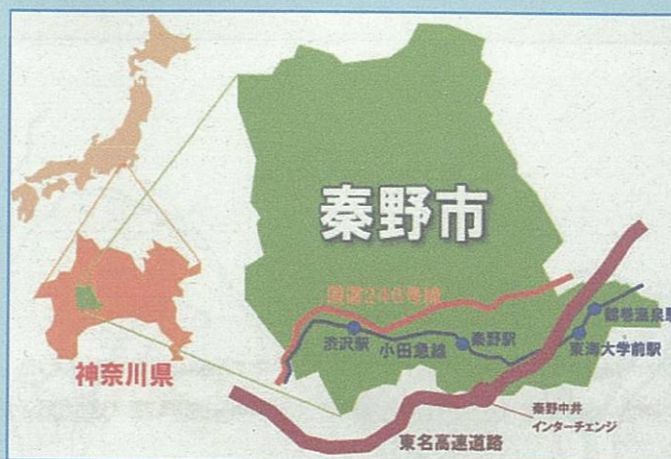 秦野市
国道246号線
鶴巻温泉駅
渋沢駅
小田急線
秦野駅
東海大学前駅
神奈川県
秦野中井
インターチェンジ
東名高速道路